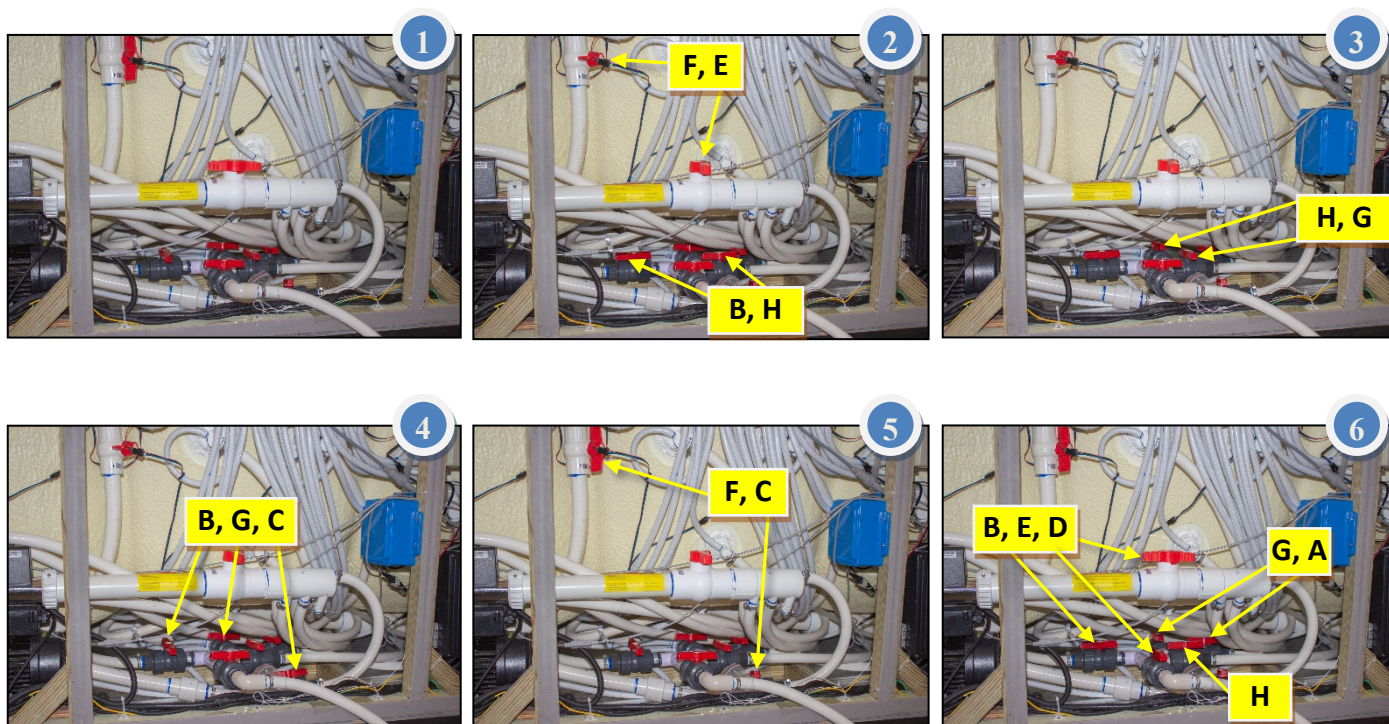 1
2
F, E
B, H
3
H, G
4
B, G, C
5
F, C
6
B, E, D
G, A
H